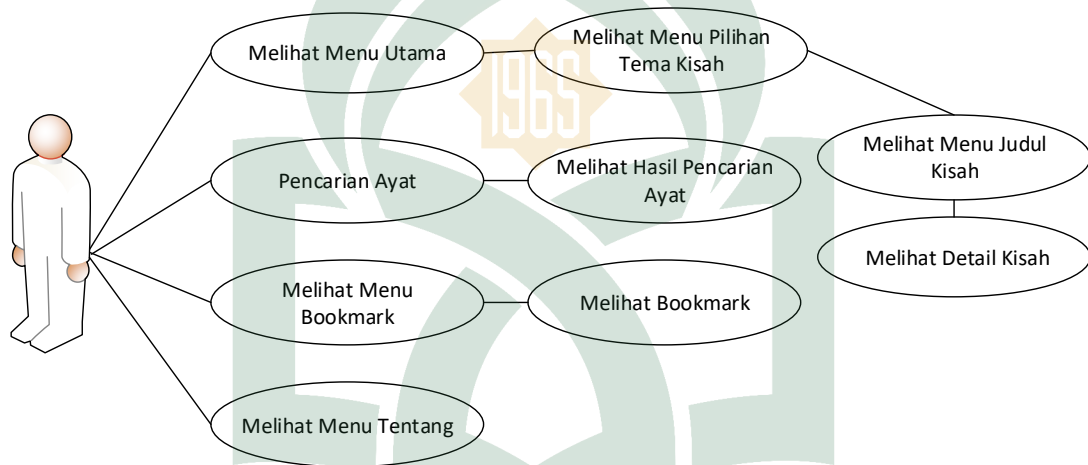 Melihat Menu Utama
Melihat Menu Pilihan
Tema Kisah
Melihat Menu Judul
Kisah
Pencarian Ayat
Melihat Hasil Pencarian
Ayat
Melihat Detail Kisah
Melihat Menu
Bookmark
Melihat Bookmark
Melihat Menu Tentang
1965